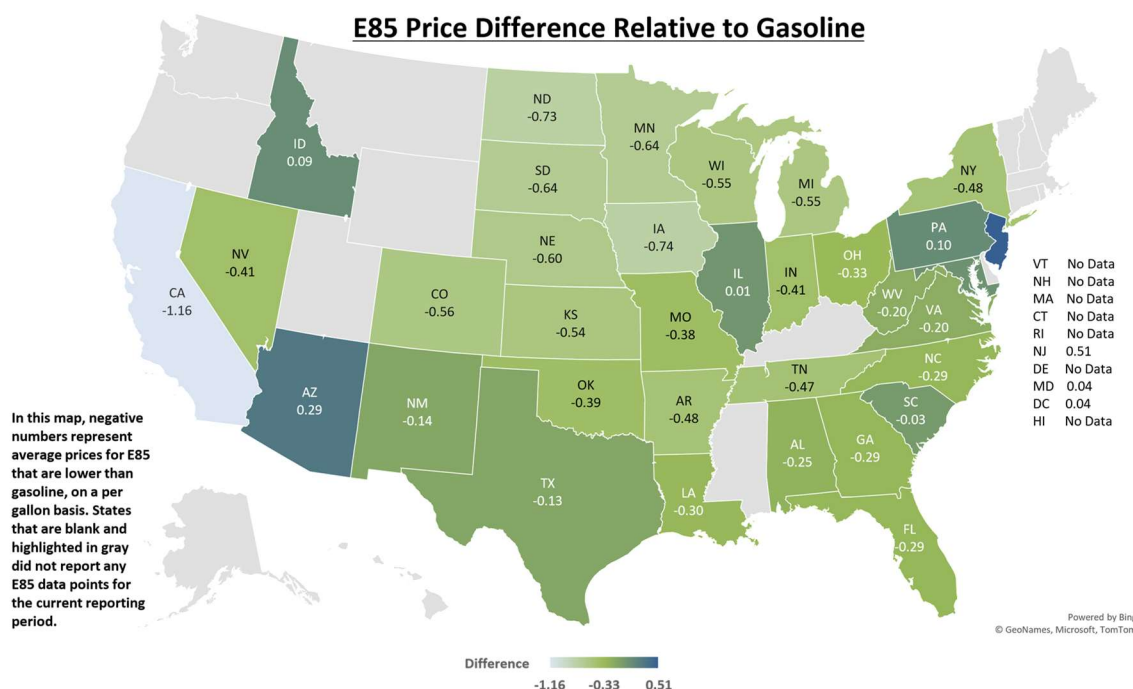 E85 Price Difference Relative to Gasoline
ND
-0.73
MN
-0.64
ID
0.09
SD
-0.64
WI
-0.55
MI
-0.55
NY
-0.48
NV
-0.41
NE
-0.60
IA
-0.74
PA
0.10
CA
-1.16
CO
-0.56
IL
0.01
IN
-0.41
OH
-0.33
WV
-0.20
VA
-0.20
KS
-0.54
MO
-0.38
TN
-0.47
NC
-0.29
AZ
0.29
NM
-0.14
OK
-0.39
AR
-0.48
SC
-0.03
AL
-0.25
GA
-0.29
TX
-0.13
LA
-0.30
FL
-0.29
VT No Data
NH No Data
MA No Data
CT No Data
RI No Data
NJ 0.51
DE No Data
MD 0.04
DC 0.04
HI No Data
In this map, negative
numbers represent
average prices for E85
that are lower than
gasoline, on a per
gallon basis. States
that are blank and
highlighted in gray
did not report any
E85 data points for
the current reporting
period.
Powered by Bing
© GeoNames, Microsoft, TomTom
Difference
-1.16 -0.33 0.51